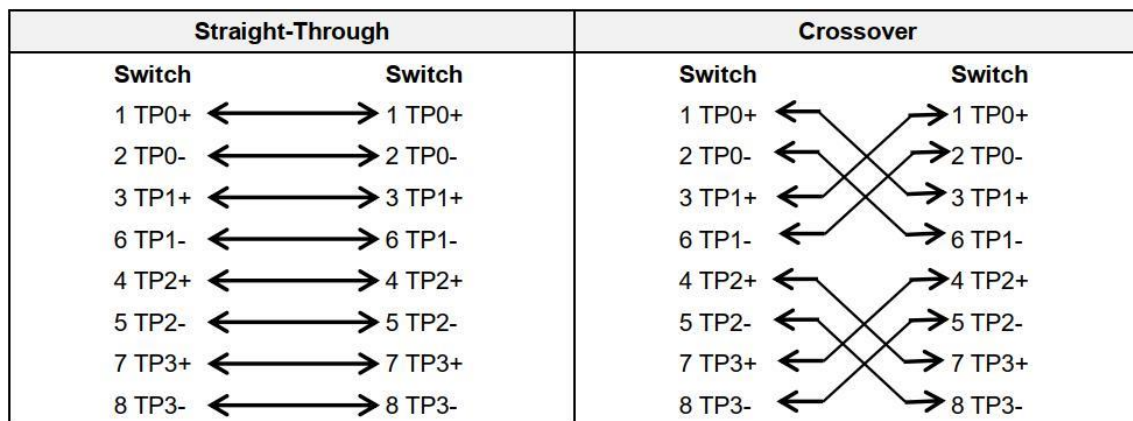 Straight-Through Crossover
Switch Switch Switch Switch
1 TP0+ 1 TP0+ 1 TP0+ 1 TP0+
2 TP0- 2 TP0- 2 TP0- 2 TP0-
3 TP1+ 3 TP1+ 3 TP1+ 3 TP1+
6 TP1- 6 TP1- 6 TP1- 6 TP1-
4 TP2+ 4 TP2+ 4 TP2+ 4 TP2+
5 TP2- 5 TP2- 5 TP2- 5 TP2-
7 TP3+ 7 TP3+ 7 TP3+ 7 TP3+
8 TP3- 8 TP3- 8 TP3- 8 TP3-